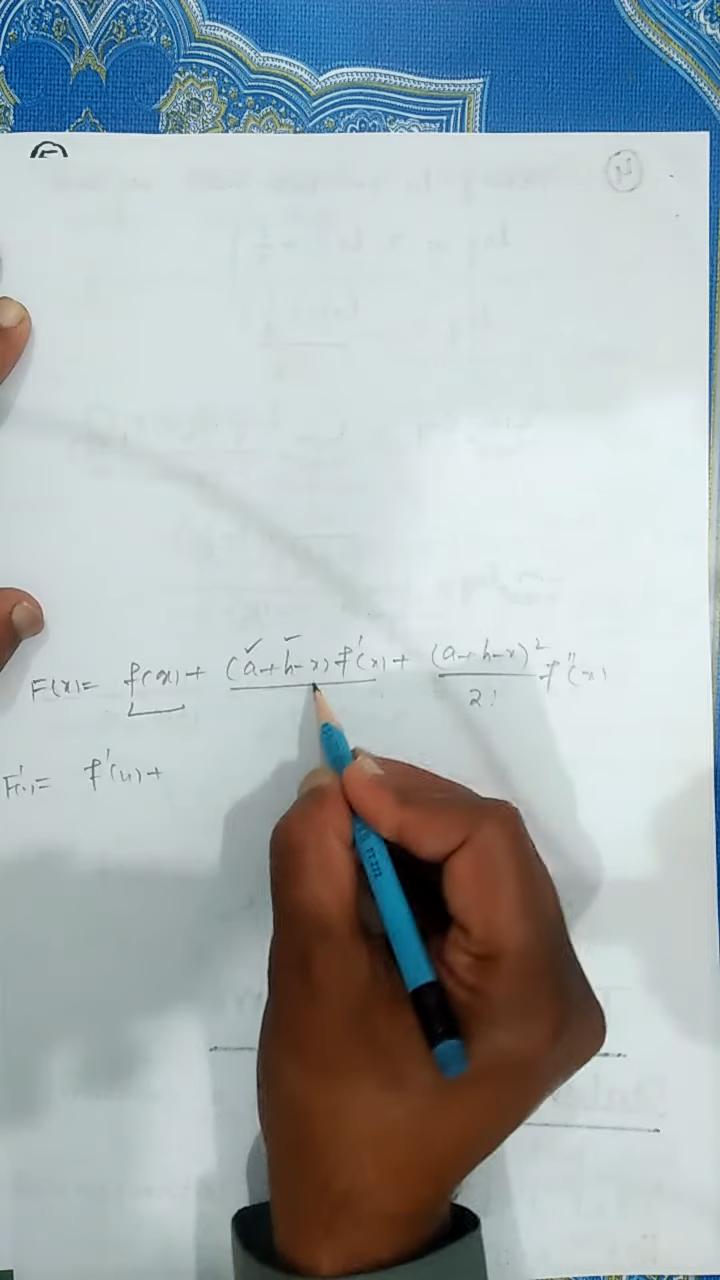 F(x)= f(x)+ (a+h-x) f'(x)+ (a+h-x)² / 2! f''(x)
F'(x)= f'(x)+